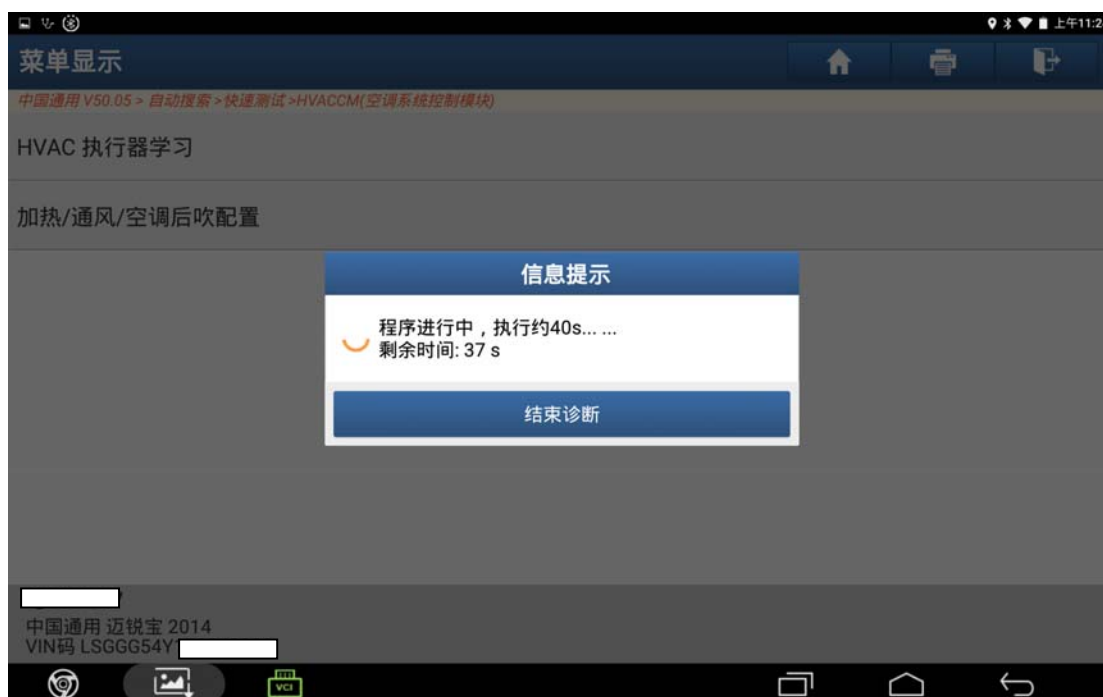 上午11:2
菜单显示
中国通用 V50.05 > 自动搜索 > 快速测试 >HVACCM(空调系统控制模块)
HVAC 执行器学习
加热/通风/空调后吹配置
信息提示
程序进行中，执行约40s... ...
剩余时间: 37 s
结束诊断
中国通用 迈锐宝 2014
VIN码 LSGGG54Y
VCI